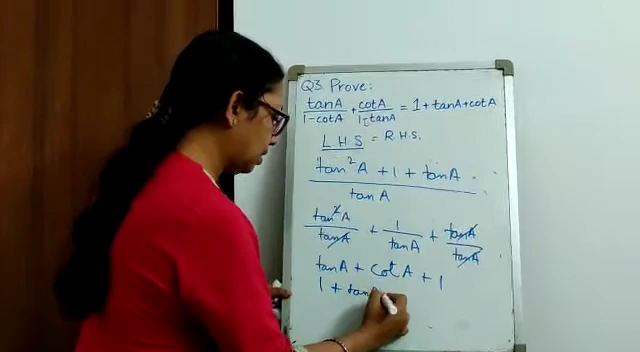 Q3. Prove:
tanA/1-cotA + cotA/1-tanA = 1+tanA+cotA
L.H.S = R.H.S.
tan²A + 1 + tanA
tanA
tan²A/tanA + 1/tanA + tanA/tanA
tanA + cotA + 1
1 + tan